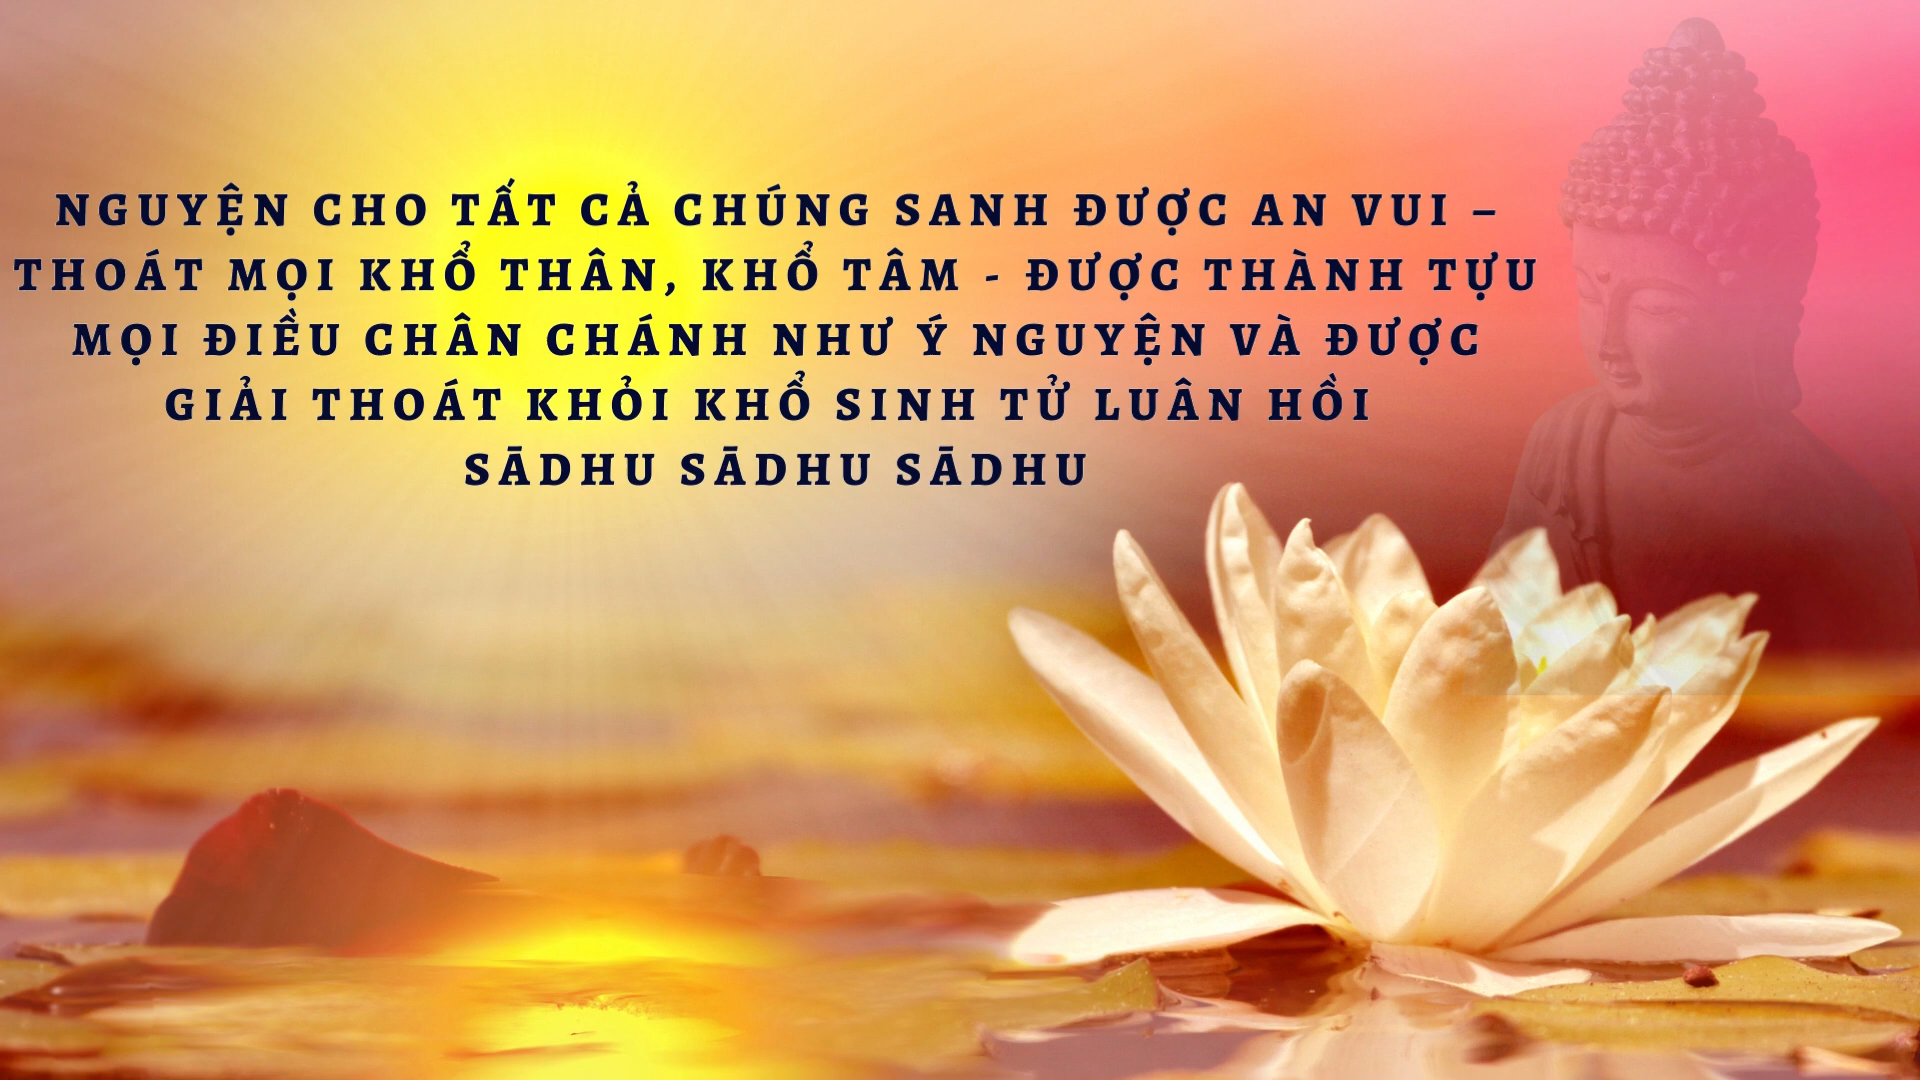 NGUYỆN CHO TẤT CẢ CHÚNG SANH ĐƯỢC AN VUI –
THOÁT MỌI KHỔ THÂN, KHỔ TÂM - ĐƯỢC THÀNH TỰU
MỌI ĐIỀU CHÂN CHÁNH NHƯ Ý NGUYỆN VÀ ĐƯỢC
GIẢI THOÁT KHỎI KHỔ SINH TỬ LUÂN HỒI
SĀDHU SĀDHU SĀDHU